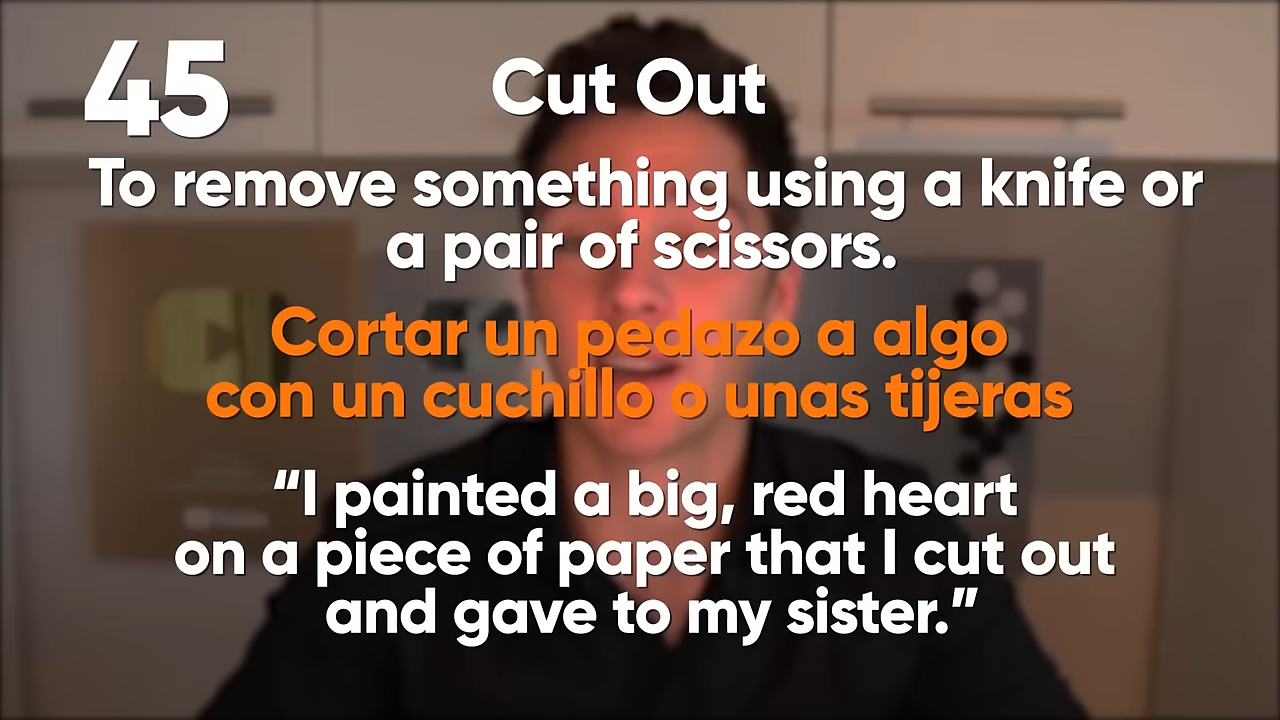 45
Cut Out
To remove something using a knife or
a pair of scissors.
Cortar un pedazo a algo
con un cuchillo o unas tijeras
“I painted a big, red heart
on a piece of paper that I cut out
and gave to my sister.”